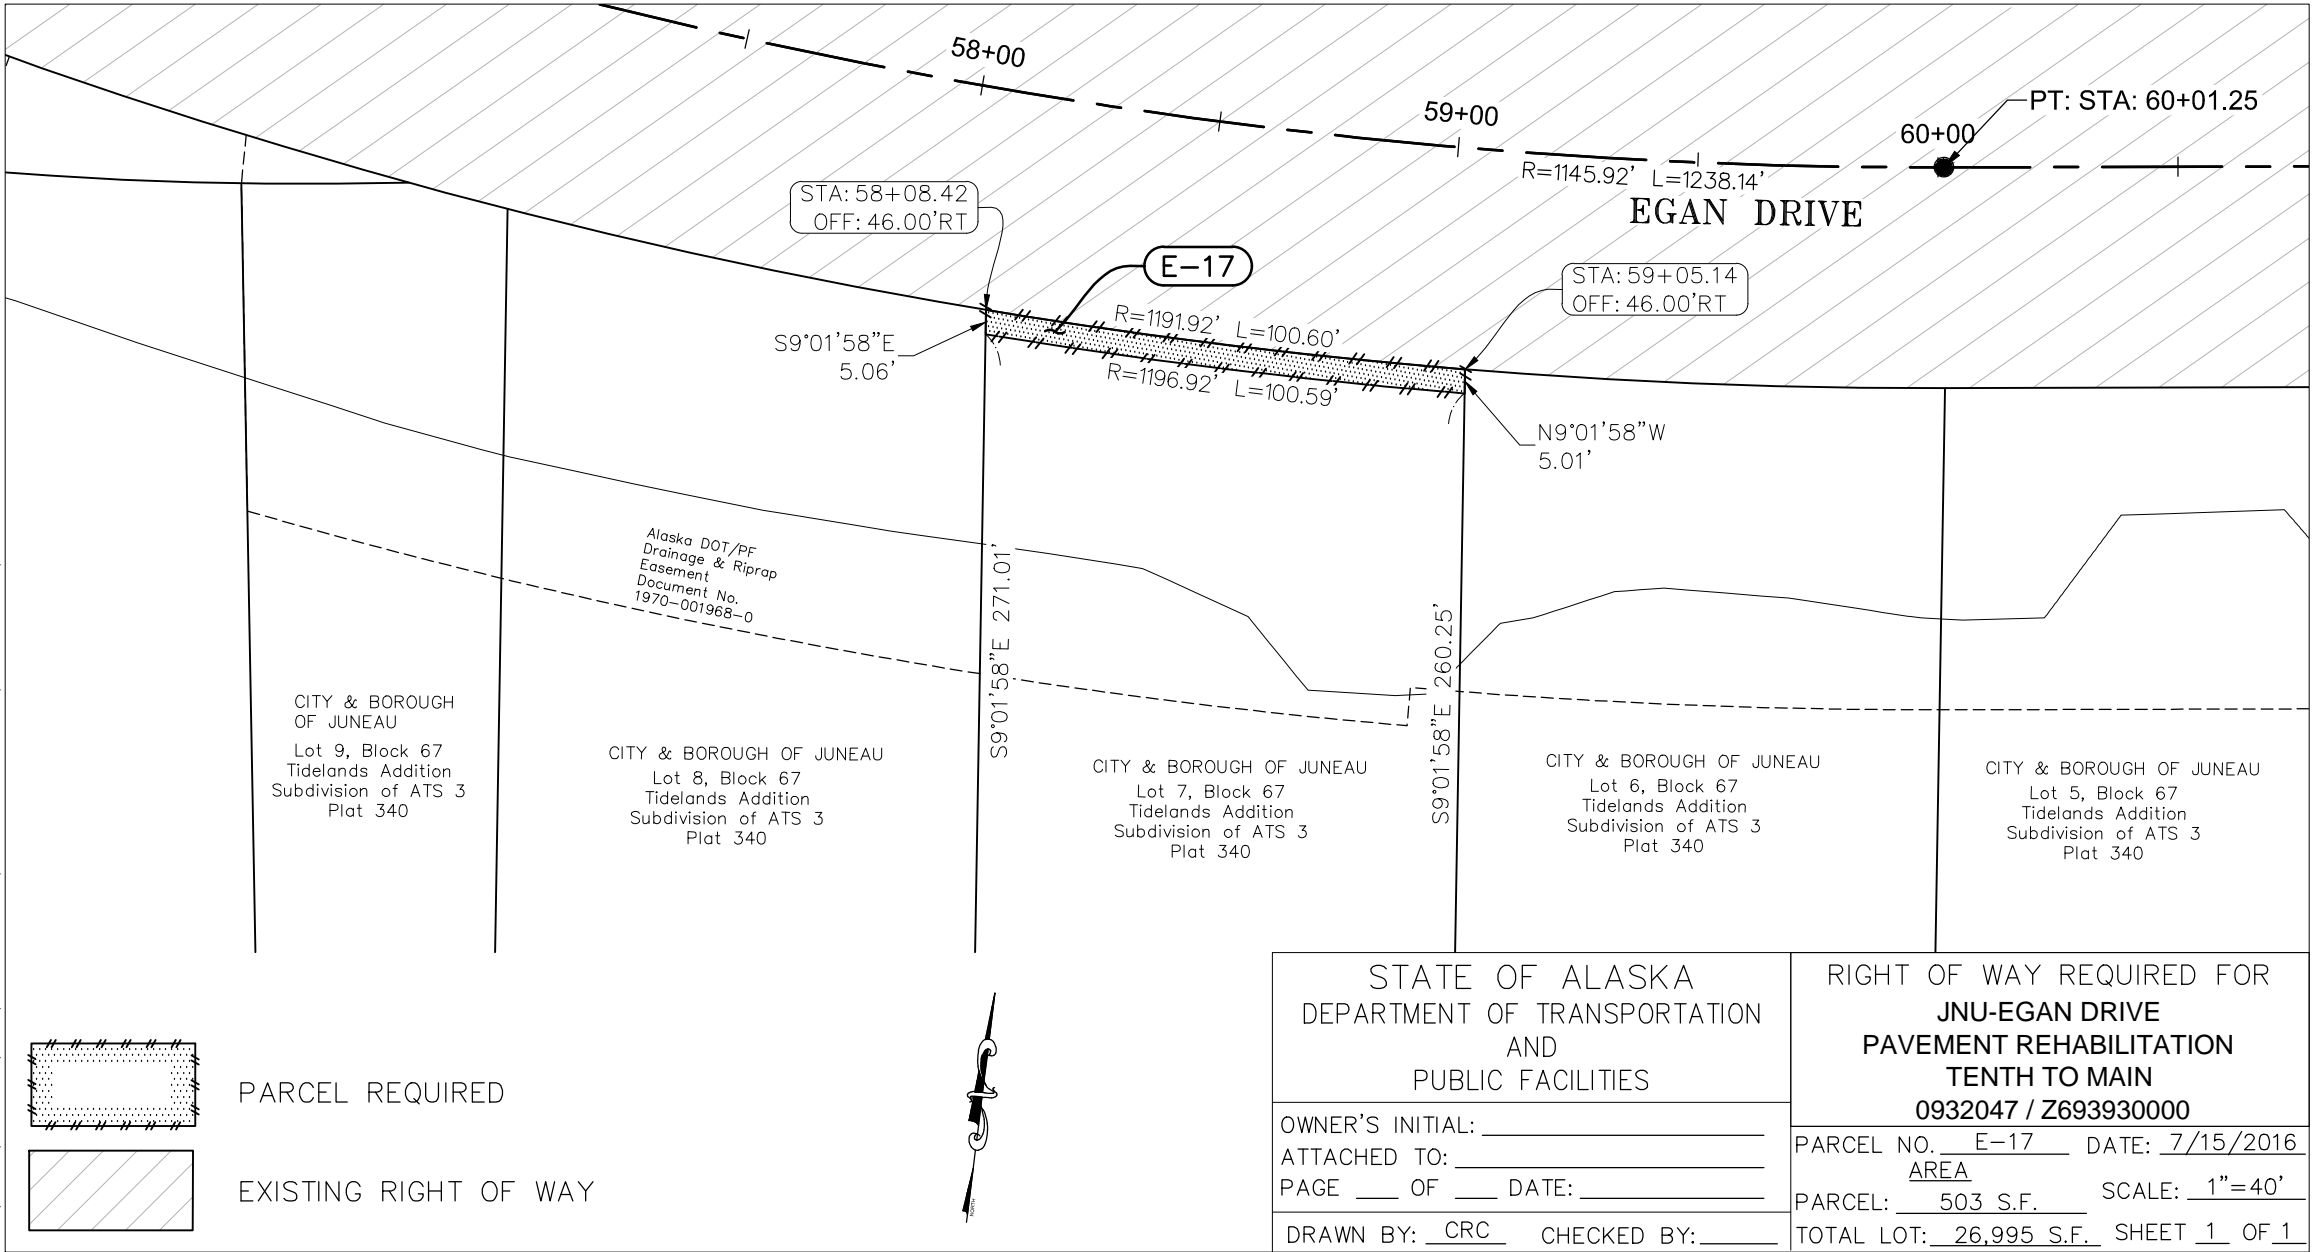 58+00
59+00
60+00
PT: STA: 60+01.25
R=1145.92' L=1238.14'
EGAN DRIVE
STA: 58+08.42
OFF: 46.00'RT
E-17
STA: 59+05.14
OFF: 46.00'RT
R=1191.92' L=100.60'
S9°01'58"E
5.06'
R=1196.92' L=100.59'
N9°01'58"W
5.01'
Alaska DOT/PF
Drainage & Riprap
Easement
Document No.
1970-001968-0
S9°01'58"E 271.01'
S9°01'58"E 260.25'
CITY & BOROUGH
OF JUNEAU
Lot 9, Block 67
Tidelands Addition
Subdivision of ATS 3
Plat 340
CITY & BOROUGH OF JUNEAU
Lot 8, Block 67
Tidelands Addition
Subdivision of ATS 3
Plat 340
CITY & BOROUGH OF JUNEAU
Lot 7, Block 67
Tidelands Addition
Subdivision of ATS 3
Plat 340
CITY & BOROUGH OF JUNEAU
Lot 6, Block 67
Tidelands Addition
Subdivision of ATS 3
Plat 340
CITY & BOROUGH OF JUNEAU
Lot 5, Block 67
Tidelands Addition
Subdivision of ATS 3
Plat 340
PARCEL REQUIRED
EXISTING RIGHT OF WAY
NORTH
STATE OF ALASKA
DEPARTMENT OF TRANSPORTATION
AND
PUBLIC FACILITIES
OWNER'S INITIAL:
ATTACHED TO:
PAGE OF DATE:
DRAWN BY: CRC CHECKED BY:
RIGHT OF WAY REQUIRED FOR
JNU-EGAN DRIVE
PAVEMENT REHABILITATION
TENTH TO MAIN
0932047 / Z693930000
PARCEL NO. E-17 DATE: 7/15/2016
AREA
PARCEL: 503 S.F. SCALE: 1"=40'
TOTAL LOT: 26,995 S.F. SHEET 1 OF 1